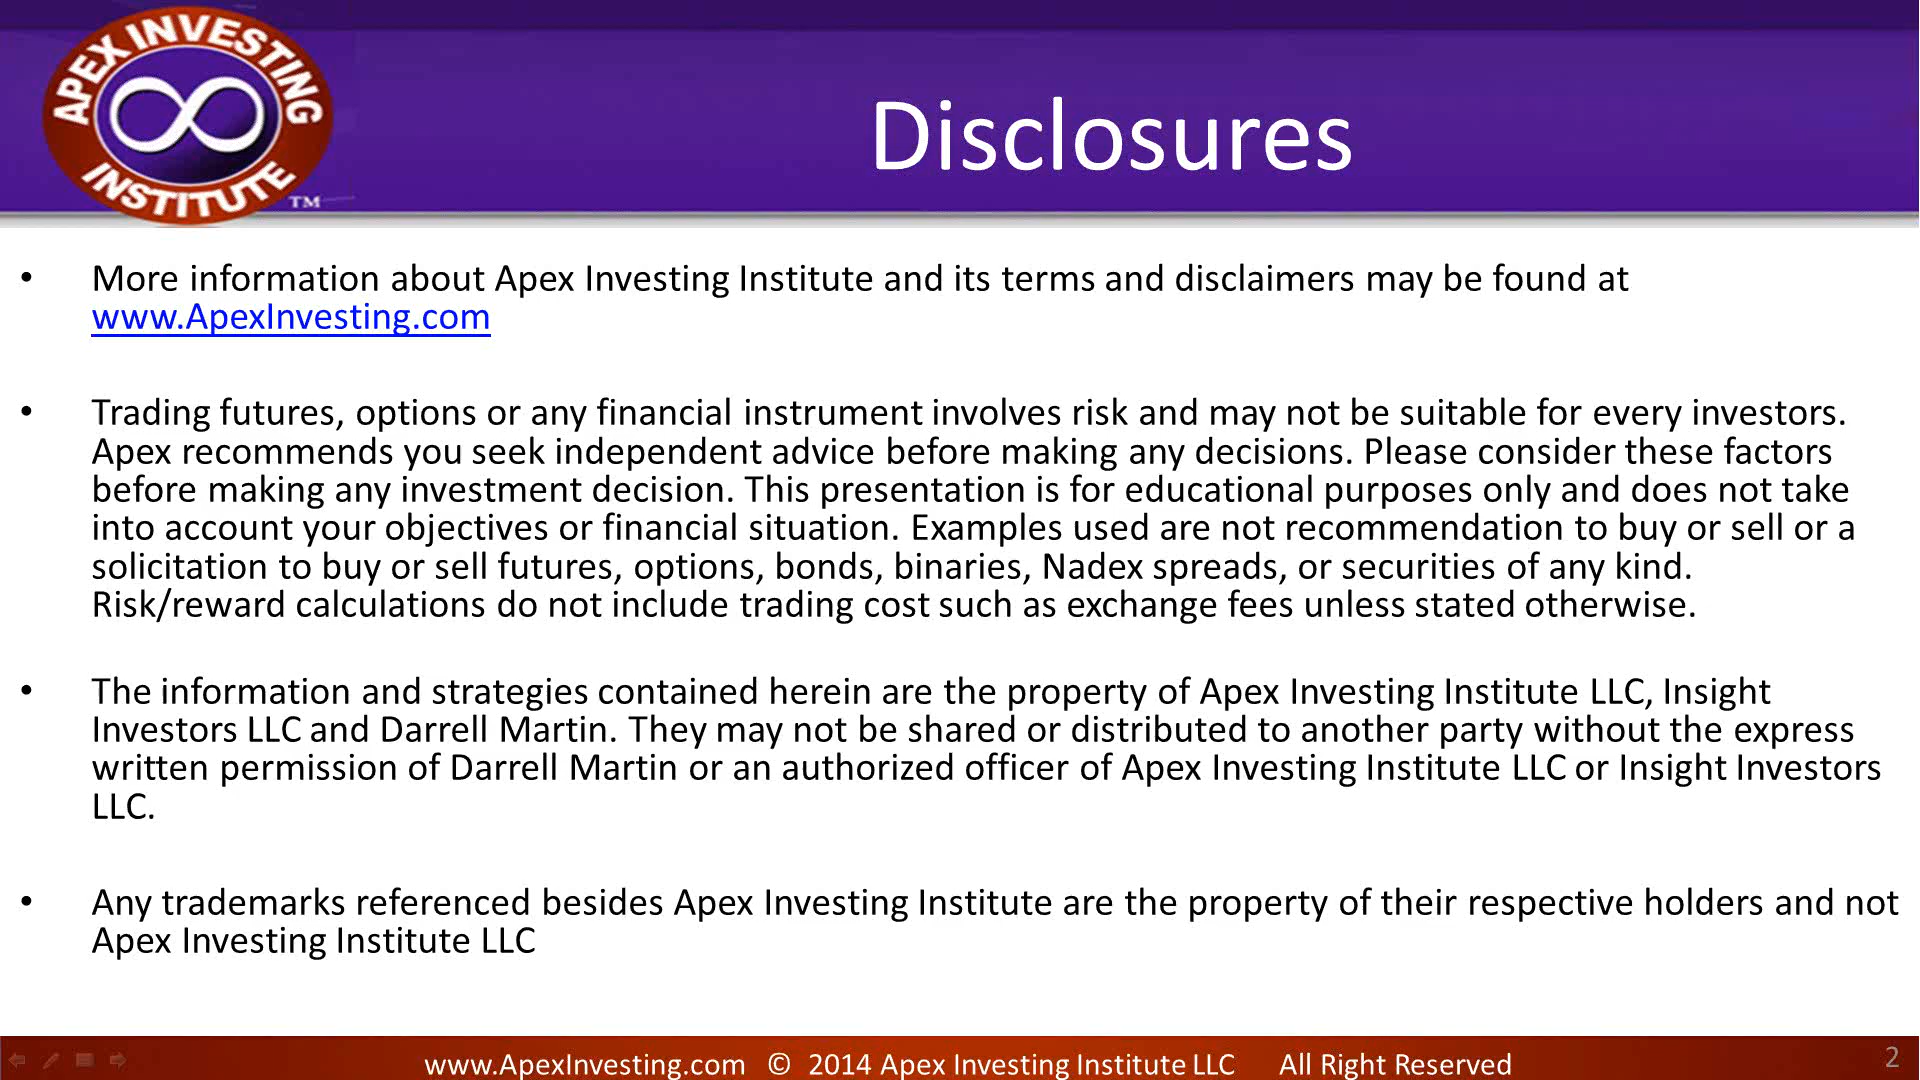 APEX INVESTING
INSTITUTE
TM
Disclosures
• More information about Apex Investing Institute and its terms and disclaimers may be found at
www.ApexInvesting.com
• Trading futures, options or any financial instrument involves risk and may not be suitable for every investors.
Apex recommends you seek independent advice before making any decisions. Please consider these factors
before making any investment decision. This presentation is for educational purposes only and does not take
into account your objectives or financial situation. Examples used are not recommendation to buy or sell or a
solicitation to buy or sell futures, options, bonds, binaries, Nadex spreads, or securities of any kind.
Risk/reward calculations do not include trading cost such as exchange fees unless stated otherwise.
• The information and strategies contained herein are the property of Apex Investing Institute LLC, Insight
Investors LLC and Darrell Martin. They may not be shared or distributed to another party without the express
written permission of Darrell Martin or an authorized officer of Apex Investing Institute LLC or Insight Investors
LLC.
• Any trademarks referenced besides Apex Investing Institute are the property of their respective holders and not
Apex Investing Institute LLC
www.ApexInvesting.com © 2014 Apex Investing Institute LLC All Right Reserved
2